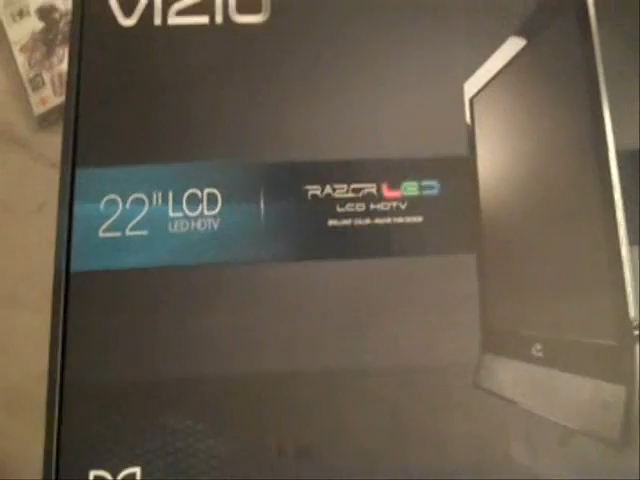 VIZIO
22" LCD
LED HDTV
RAZOR LED
LCD HDTV